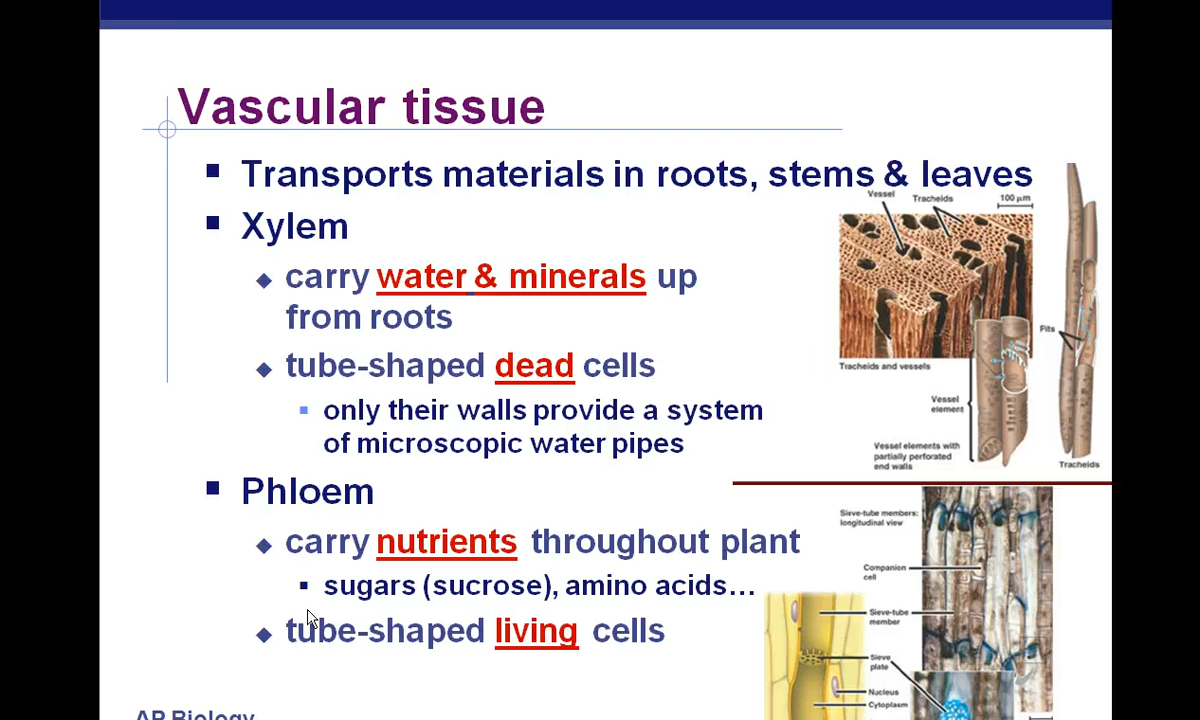 Vascular tissue
Transports materials in roots, stems & leaves
Xylem
carry water & minerals up
from roots
tube-shaped dead cells
only their walls provide a system
of microscopic water pipes
Phloem
carry nutrients throughout plant
sugars (sucrose), amino acids…
tube-shaped living cells
AP Biology
Vessel
Tracheids
100 µm
Pits
Tracheids and vessels
Vessel
element
Vessel elements with
partially perforated
end walls
Tracheids
Sieve-tube members:
longitudinal view
Companion
cell
Sieve-tube
member
Sieve
plate
Nucleus
Cytoplasm